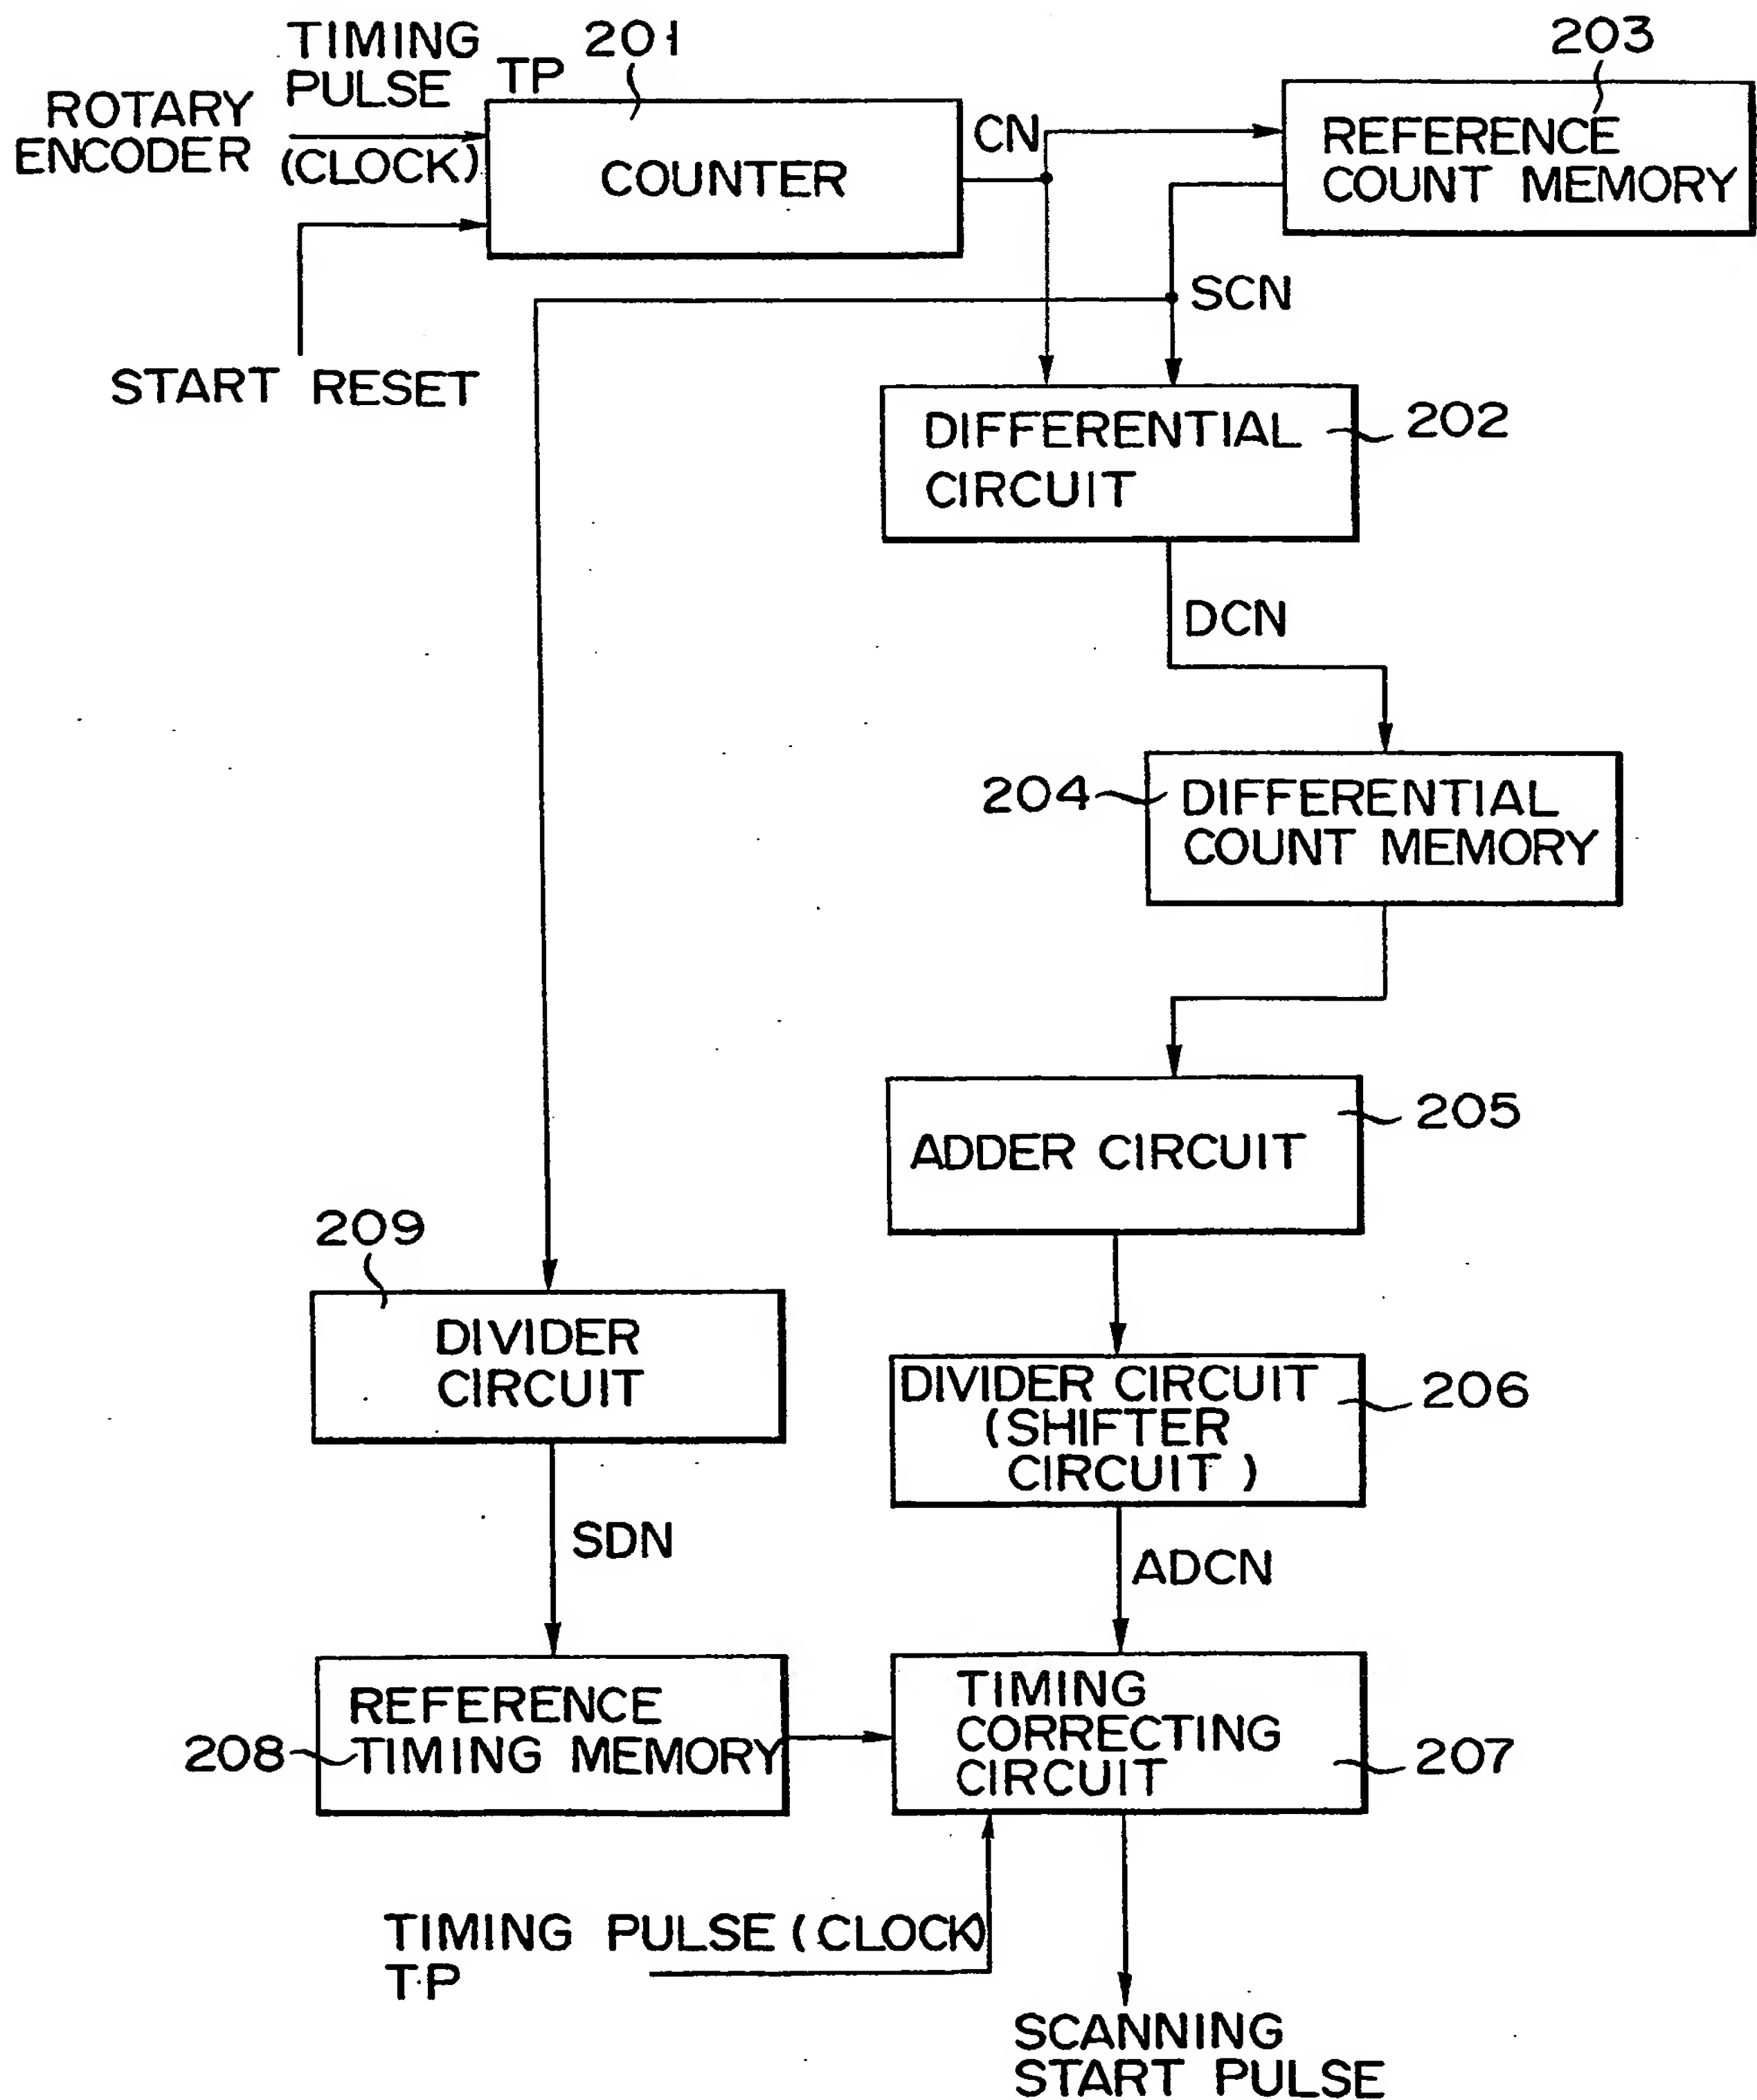 TIMING
PULSE
TP
201
203
ROTARY
ENCODER
(CLOCK)
COUNTER
CN
REFERENCE
COUNT MEMORY
SCN
START RESET
DIFFERENTIAL
CIRCUIT
202
DCN
204
DIFFERENTIAL
COUNT MEMORY
ADDER CIRCUIT
205
209
DIVIDER
CIRCUIT
DIVIDER CIRCUIT
(SHIFTER
CIRCUIT)
206
SDN
ADCN
208
REFERENCE
TIMING MEMORY
TIMING
CORRECTING
CIRCUIT
207
TIMING PULSE (CLOCK)
TP
SCANNING
START PULSE